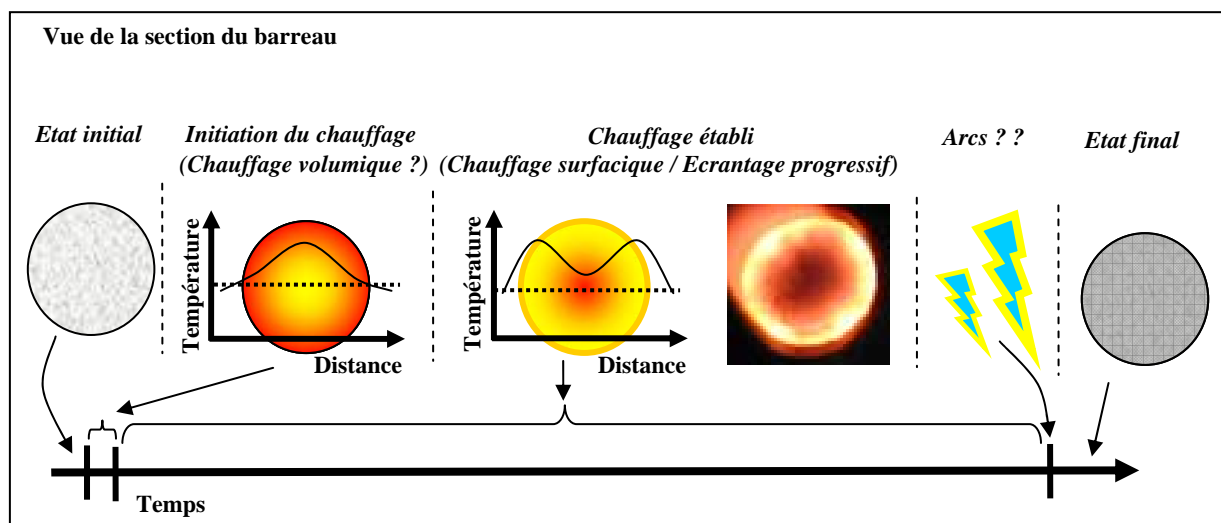 Vue de la section du barreau
Etat initial
Initiation du chauffage
(Chauffage volumique ?)
Chauffage établi
(Chauffage surfacique / Ecrantage progressif)
Arcs ? ?
Etat final
Température
Distance
Température
Distance
Temps